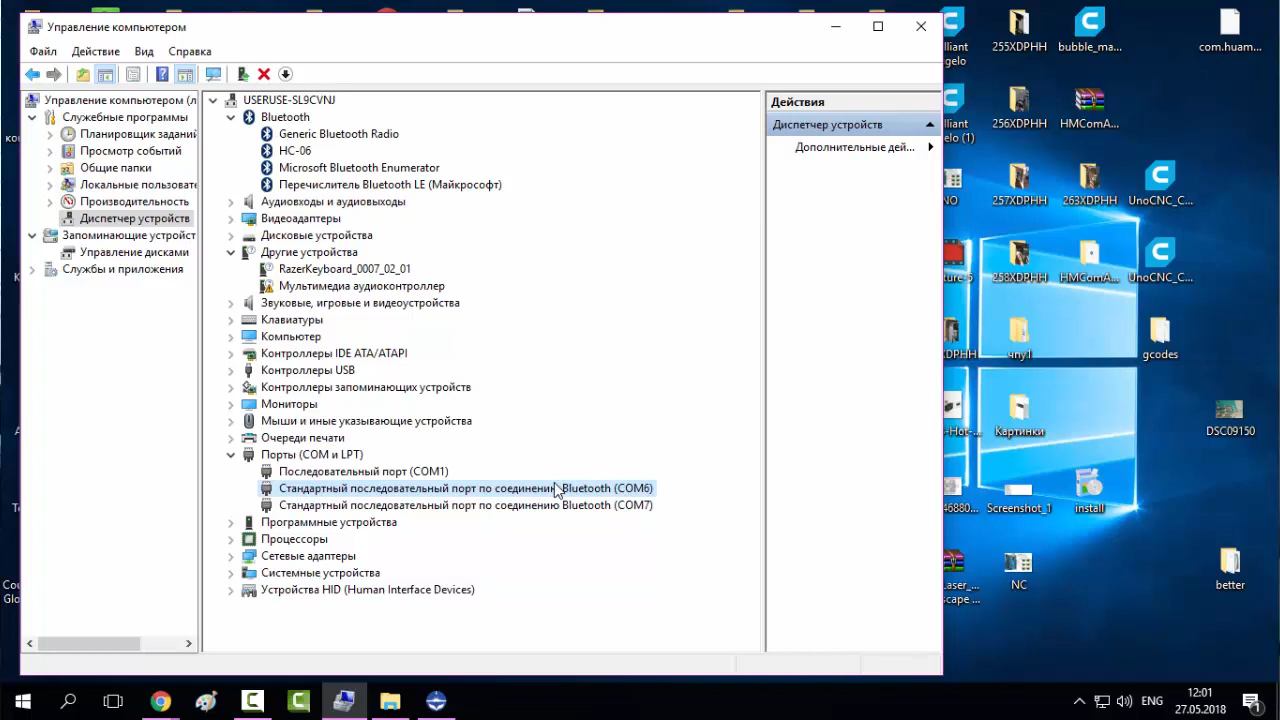 Управление компьютером
Файл Действие Вид Справка
Управление компьютером (л
Служебные программы
Планировщик заданий
Просмотр событий
Общие папки
Локальные пользоват
Производительность
Диспетчер устройств
Запоминающие устройст
Управление дисками
Службы и приложения
USERUSE-SL9CVNJ
Bluetooth
Generic Bluetooth Radio
HC-06
Microsoft Bluetooth Enumerator
Перечислитель Bluetooth LE (Майкрософт)
Аудиовходы и аудиовыходы
Видеоадаптеры
Дисковые устройства
Другие устройства
RazerKeyboard_0007_02_01
Мультимедиа аудиоконтроллер
Звуковые, игровые и видеоустройства
Клавиатуры
Компьютер
Контроллеры IDE ATA/ATAPI
Контроллеры USB
Контроллеры запоминающих устройств
Мониторы
Мыши и иные указывающие устройства
Очереди печати
Порты (COM и LPT)
Последовательный порт (COM1)
Стандартный последовательный порт по соединению Bluetooth (COM6)
Стандартный последовательный порт по соединению Bluetooth (COM7)
Программные устройства
Процессоры
Сетевые адаптеры
Системные устройства
Устройства HID (Human Interface Devices)
Действия
Диспетчер устройств
Дополнительные дей...
255XDPHH bubble_ma... com.huam...
256XDPHH HMComA...
257XDPHH 263XDPHH UnoCNC_C...
258XDPHH HMComA... UnoCNC_C...
чпу1 gcodes
Картинки DSC09150
Screenshot_1 install
NC better
ENG
12:01
27.05.2018